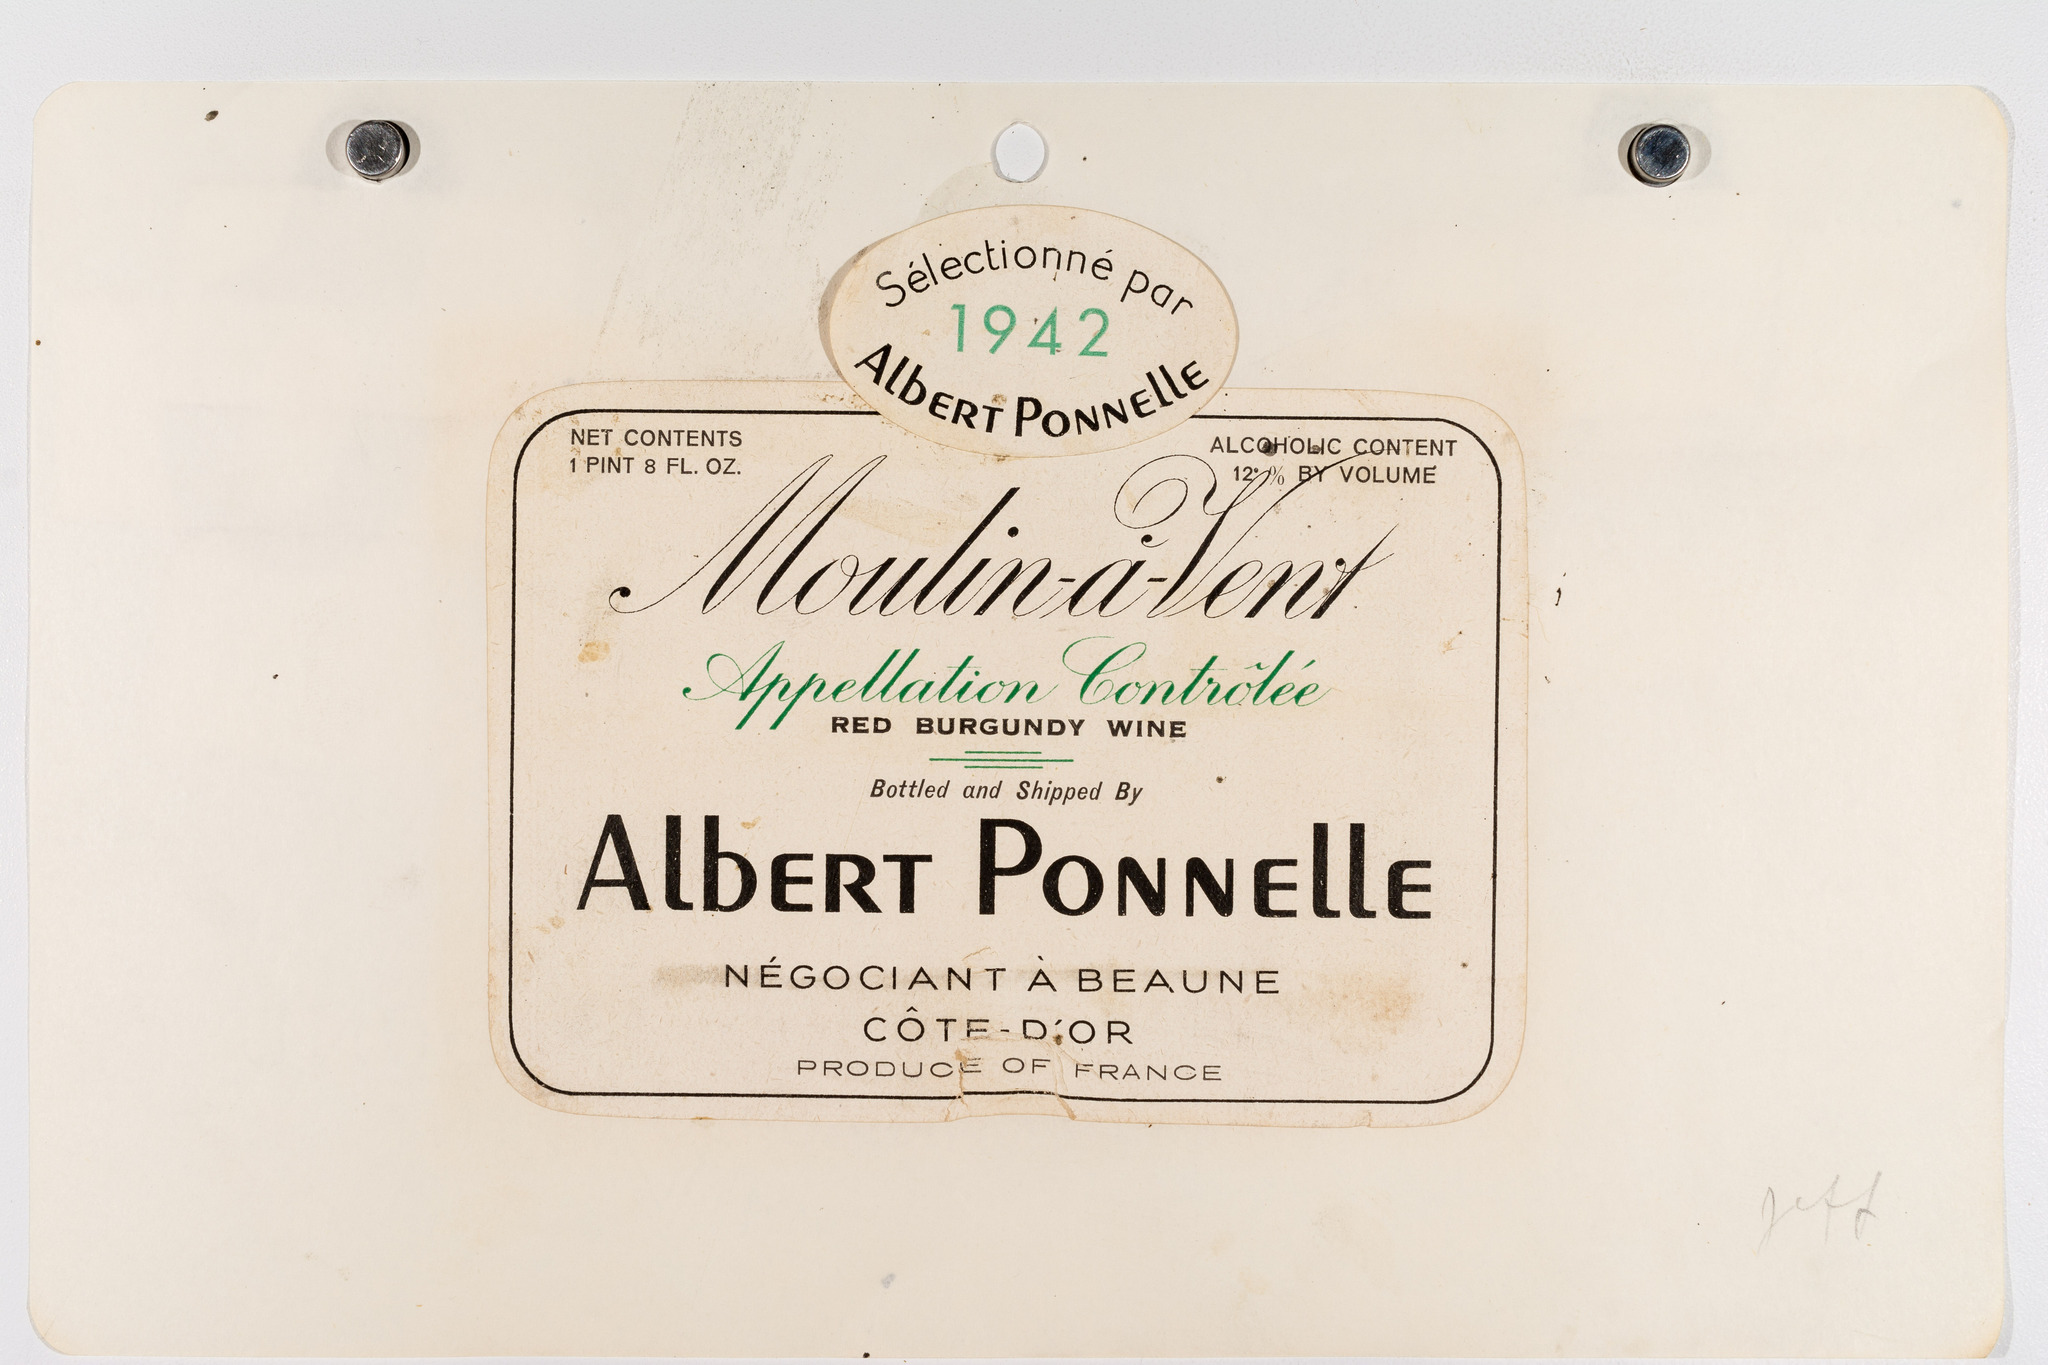 Sélectionné par
1942
Albert Ponnelle
NET CONTENTS
1 PINT 8 FL. OZ.
ALCOHOLIC CONTENT
12 % BY VOLUME
Moulin-à-Vent
Appellation Contrôlée
RED BURGUNDY WINE
Bottled and Shipped By
Albert Ponnelle
NÉGOCIANT À BEAUNE
CÔTE-D'OR
PRODUCE OF FRANCE
Jeff